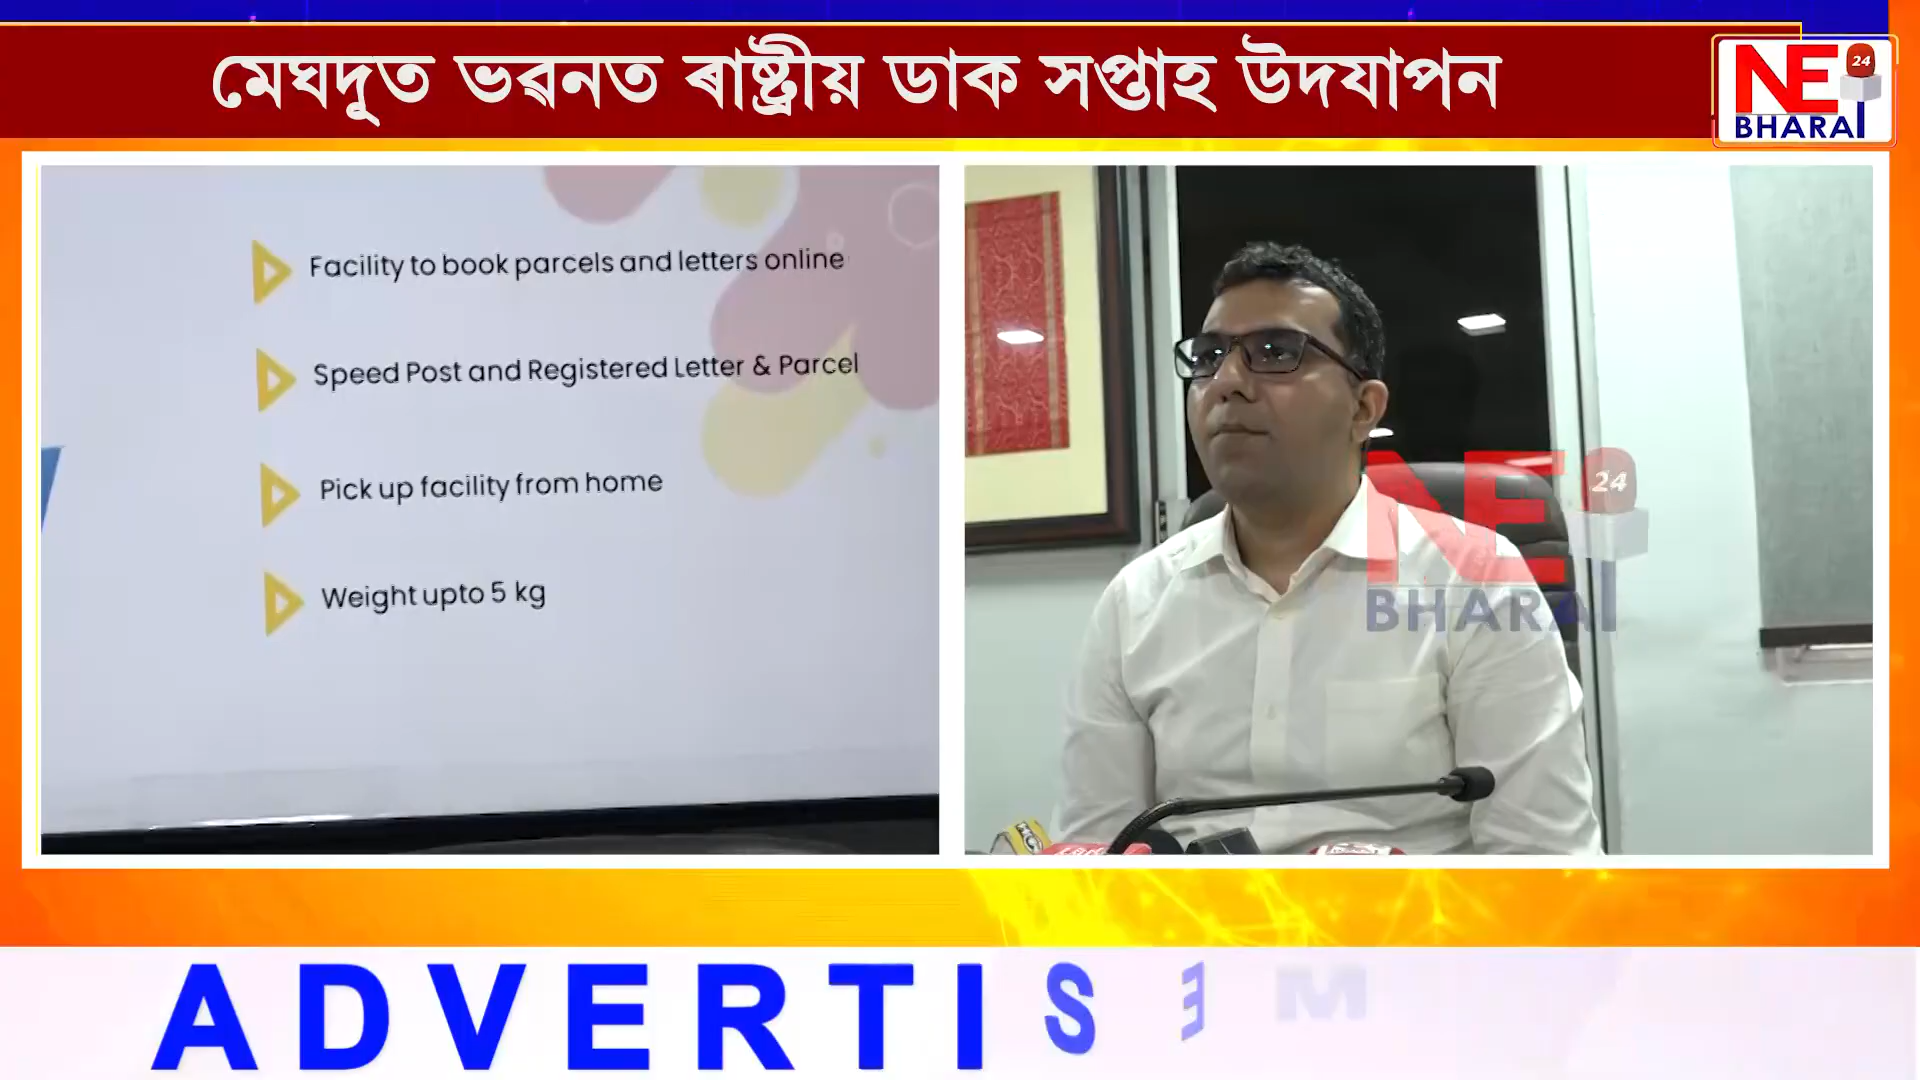 মেঘদূত ভৱনত ৰাষ্ট্ৰীয় ডাক সপ্তাহ উদযাপন
NE 24
BHARAT
Facility to book parcels and letters online
Speed Post and Registered Letter & Parcel
Pick up facility from home
Weight upto 5 kg
NE 24
BHARAT
ADVERTISEM